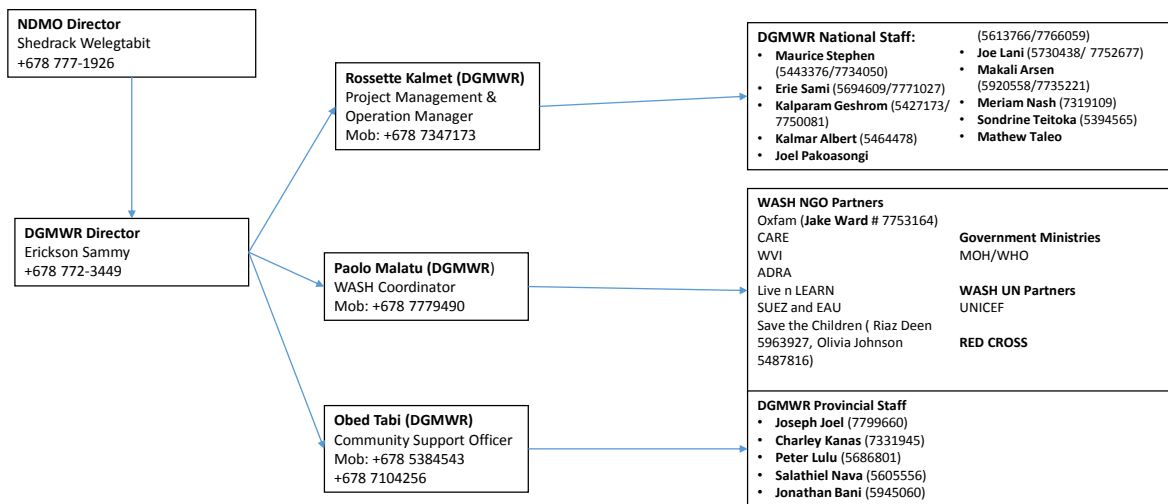 NDMO Director
Shedrack Welegtabit
+678 777-1926
DGMWR Director
Erickson Sammy
+678 772-3449
Rossette Kalmet (DGMWR)
Project Management &
Operation Manager
Mob: +678 7347173
Paolo Malatu (DGMWR)
WASH Coordinator
Mob: +678 7779490
Obed Tabi (DGMWR)
Community Support Officer
Mob: +678 5384543
+678 7104256
DGMWR National Staff:
• Maurice Stephen
(5443376/7734050)
• Erie Sami (5694609/7771027)
• Kalparam Geshrom (5427173/
7750081)
• Kalmar Albert (5464478)
• Joel Pakoasongi
(5613766/7766059)
• Joe Lani (5730438/ 7752677)
• Makali Arsen
(5920558/7735221)
• Meriam Nash (7319109)
• Sondrine Teitoka (5394565)
• Mathew Taleo
WASH NGO Partners
Oxfam (Jake Ward # 7753164)
CARE
WVI
ADRA
Live n LEARN
SUEZ and EAU
Save the Children ( Riaz Deen
5963927, Olivia Johnson
5487816)
Government Ministries
MOH/WHO
WASH UN Partners
UNICEF
RED CROSS
DGMWR Provincial Staff
• Joseph Joel (7799660)
• Charley Kanas (7331945)
• Peter Lulu (5686801)
• Salathiel Nava (5605556)
• Jonathan Bani (5945060)